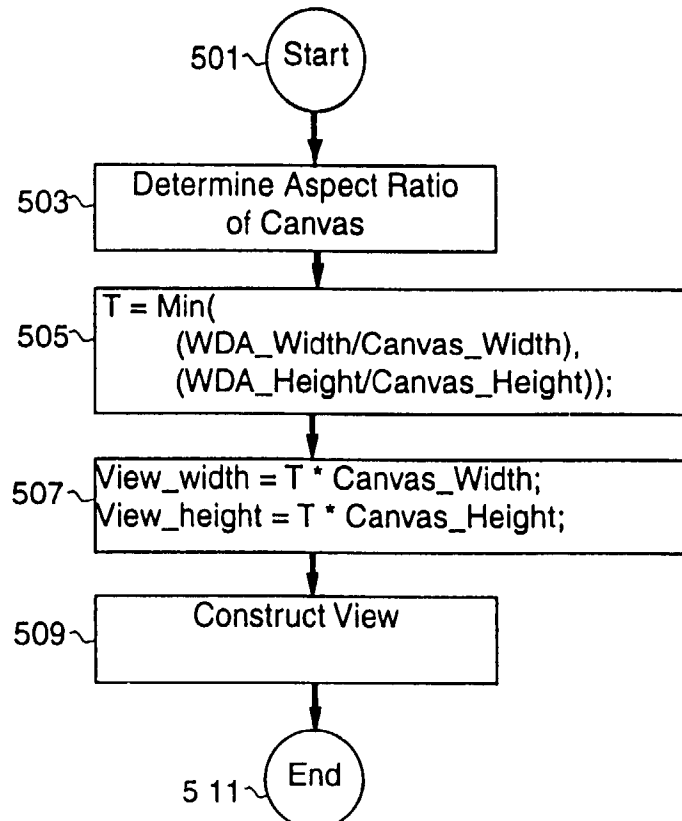 501 Start
503 Determine Aspect Ratio
of Canvas
505 T = Min(
(WDA_Width/Canvas_Width),
(WDA_Height/Canvas_Height));
507 View_width = T * Canvas_Width;
View_height = T * Canvas_Height;
509 Construct View
5 11 End